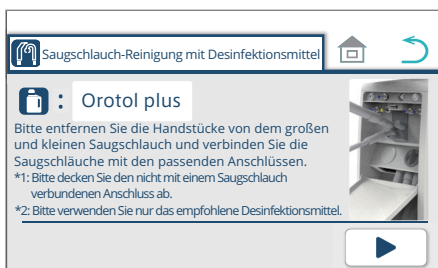 Saugschlauch-Reinigung mit Desinfektionsmittel
: Orotol plus
Bitte entfernen Sie die Handstücke von dem großen
und kleinen Saugschlauch und verbinden Sie die
Saugschläuche mit den passenden Anschlüssen.
*1: Bitte decken Sie den nicht mit einem Saugschlauch
verbundenen Anschluss ab.
*2: Bitte verwenden Sie nur das empfohlene Desinfektionsmittel.